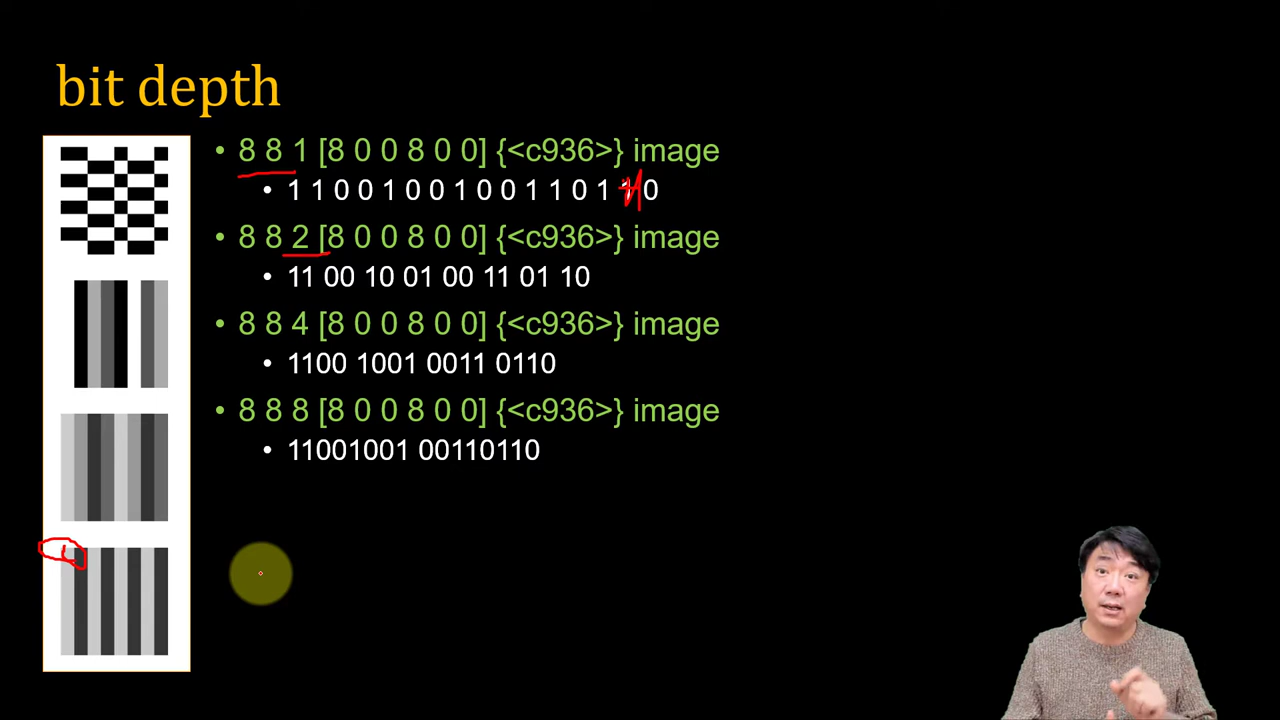 bit depth
• 8 8 1 [8 0 0 8 0 0] {<c936>} image
• 1 1 0 0 1 0 0 1 0 0 1 1 0 1 1 0
• 8 8 2 [8 0 0 8 0 0] {<c936>} image
• 11 00 10 01 00 11 01 10
• 8 8 4 [8 0 0 8 0 0] {<c936>} image
• 1100 1001 0011 0110
• 8 8 8 [8 0 0 8 0 0] {<c936>} image
• 11001001 00110110